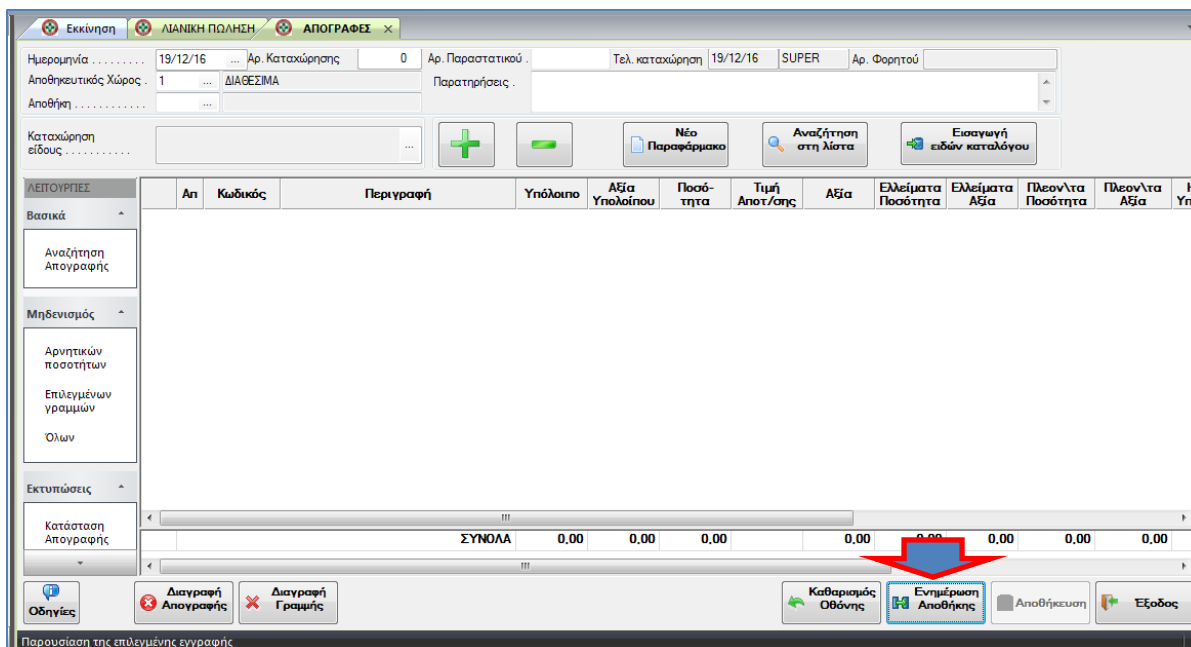 Εκκίνηση ΛΙΑΝΙΚΗ ΠΩΛΗΣΗ ΑΠΟΓΡΑΦΕΣ ×
Ημερομηνία . . . . . . . . . 19/12/16 ... Αρ. Καταχώρησης 0 Αρ. Παραστατικού . Τελ. καταχώρηση 19/12/16 SUPER Αρ. Φορητού
Αποθηκευτικός Χώρος . 1 ... ΔΙΑΘΕΣΙΜΑ Παρατηρήσεις .
Αποθήκη . . . . . . . . . . . . ...
Καταχώρηση
είδους . . . . . . . . . . . ...
Νέο
Παραφάρμακο
Αναζήτηση
στη λίστα
Εισαγωγή
ειδών καταλόγου
ΛΕΙΤΟΥΡΓΙΕΣ
Βασικά
Αναζήτηση
Απογραφής
Μηδενισμός
Αρνητικών
ποσοτήτων
Επιλεγμένων
γραμμών
Όλων
Εκτυπώσεις
Κατάσταση
Απογραφής
Απ Κωδικός Περιγραφή Υπόλοιπο Αξία Ποσό- Τιμή Αξία Ελλείματα Ελλείματα Πλεον\τα Πλεον\τα
Υπολοίπου τητα Αποτ/σης Ποσότητα Αξία Ποσότητα Αξία
ΣΥΝΟΛΑ 0,00 0,00 0,00 0,00 0,00 0,00 0,00 0,00
Οδηγίες
Διαγραφή
Απογραφής
Διαγραφή
Γραμμής
Καθαρισμός
Οθόνης
Ενημέρωση
Αποθήκης
Αποθήκευση
Έξοδος
Παρουσίαση της επιλεγμένης εγγραφής